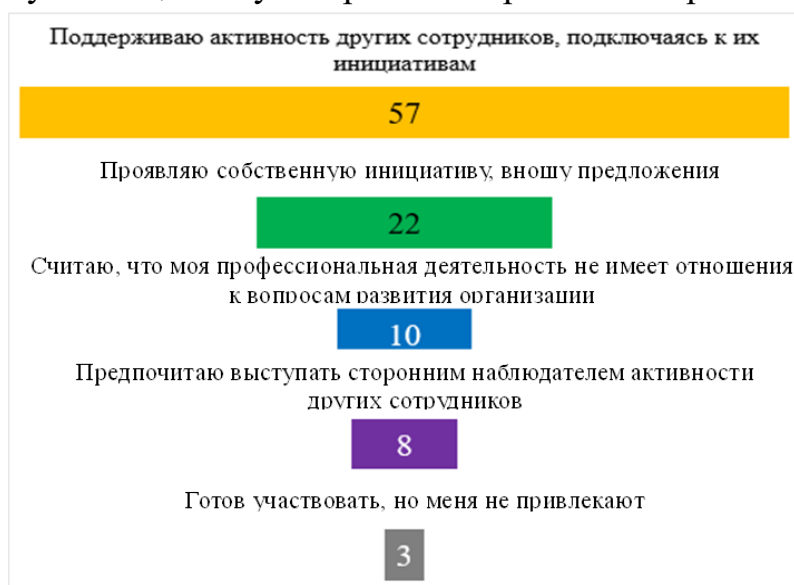 Поддерживаю активность других сотрудников, подключаясь к их
инициативам
57
Проявляю собственную инициативу, вношу предложения
22
Считаю, что моя профессиональная деятельность не имеет отношения
к вопросам развития организации
10
Предпочитаю выступать сторонним наблюдателем активности
других сотрудников
8
Готов участвовать, но меня не привлекают
3